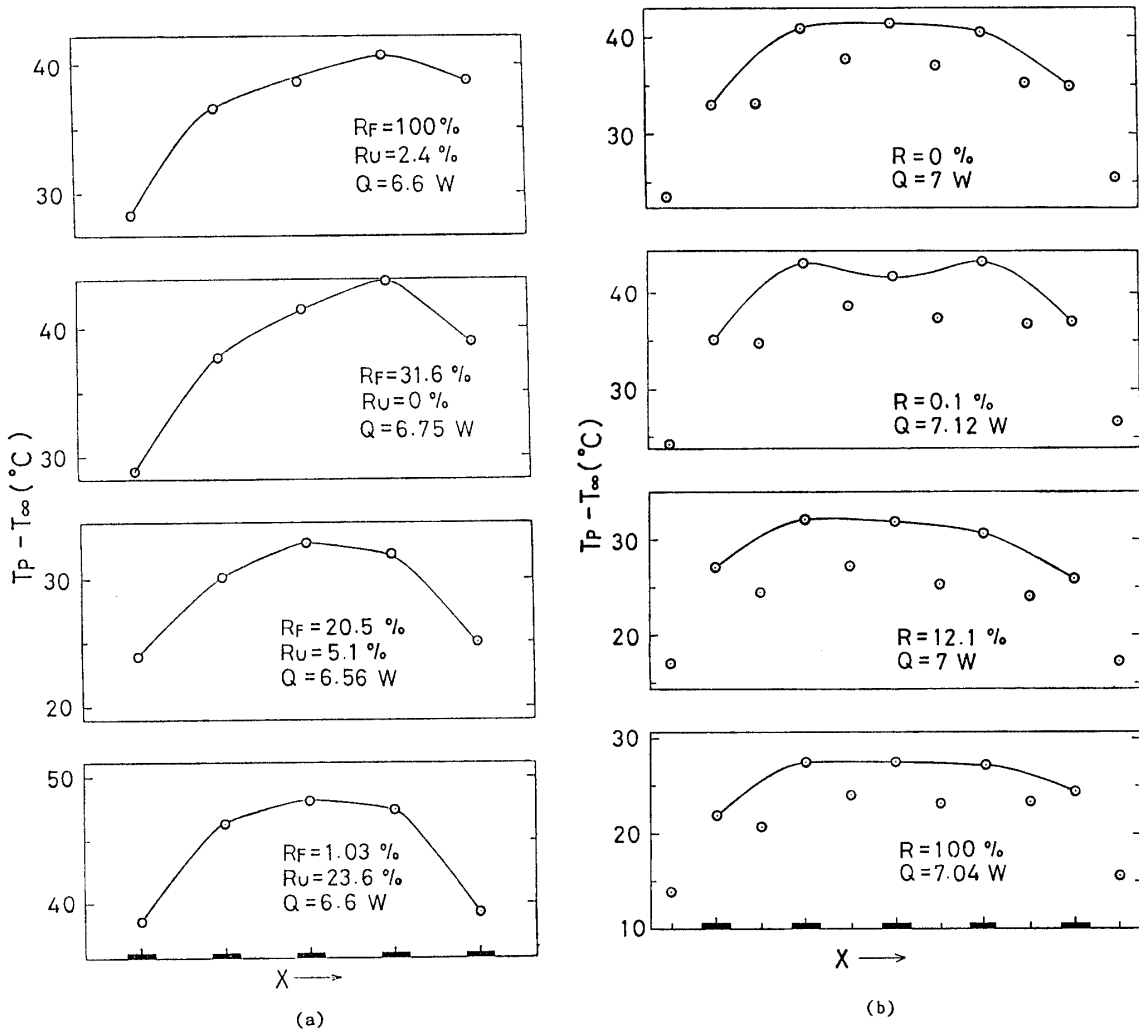 40
30
RF=100 %
RU=2.4 %
Q=6.6 W
40
30
RF=31.6 %
RU=0 %
Q=6.75 W
TP-T∞(°C)
30
20
RF=20.5 %
RU=5.1 %
Q=6.56 W
50
40
RF=1.03 %
RU=23.6 %
Q=6.6 W
X
(a)
40
30
R=0 %
Q=7 W
40
30
R=0.1 %
Q=7.12 W
TP-T∞(°C)
30
20
R=12.1 %
Q=7 W
30
20
10
R=100 %
Q=7.04 W
X
(b)